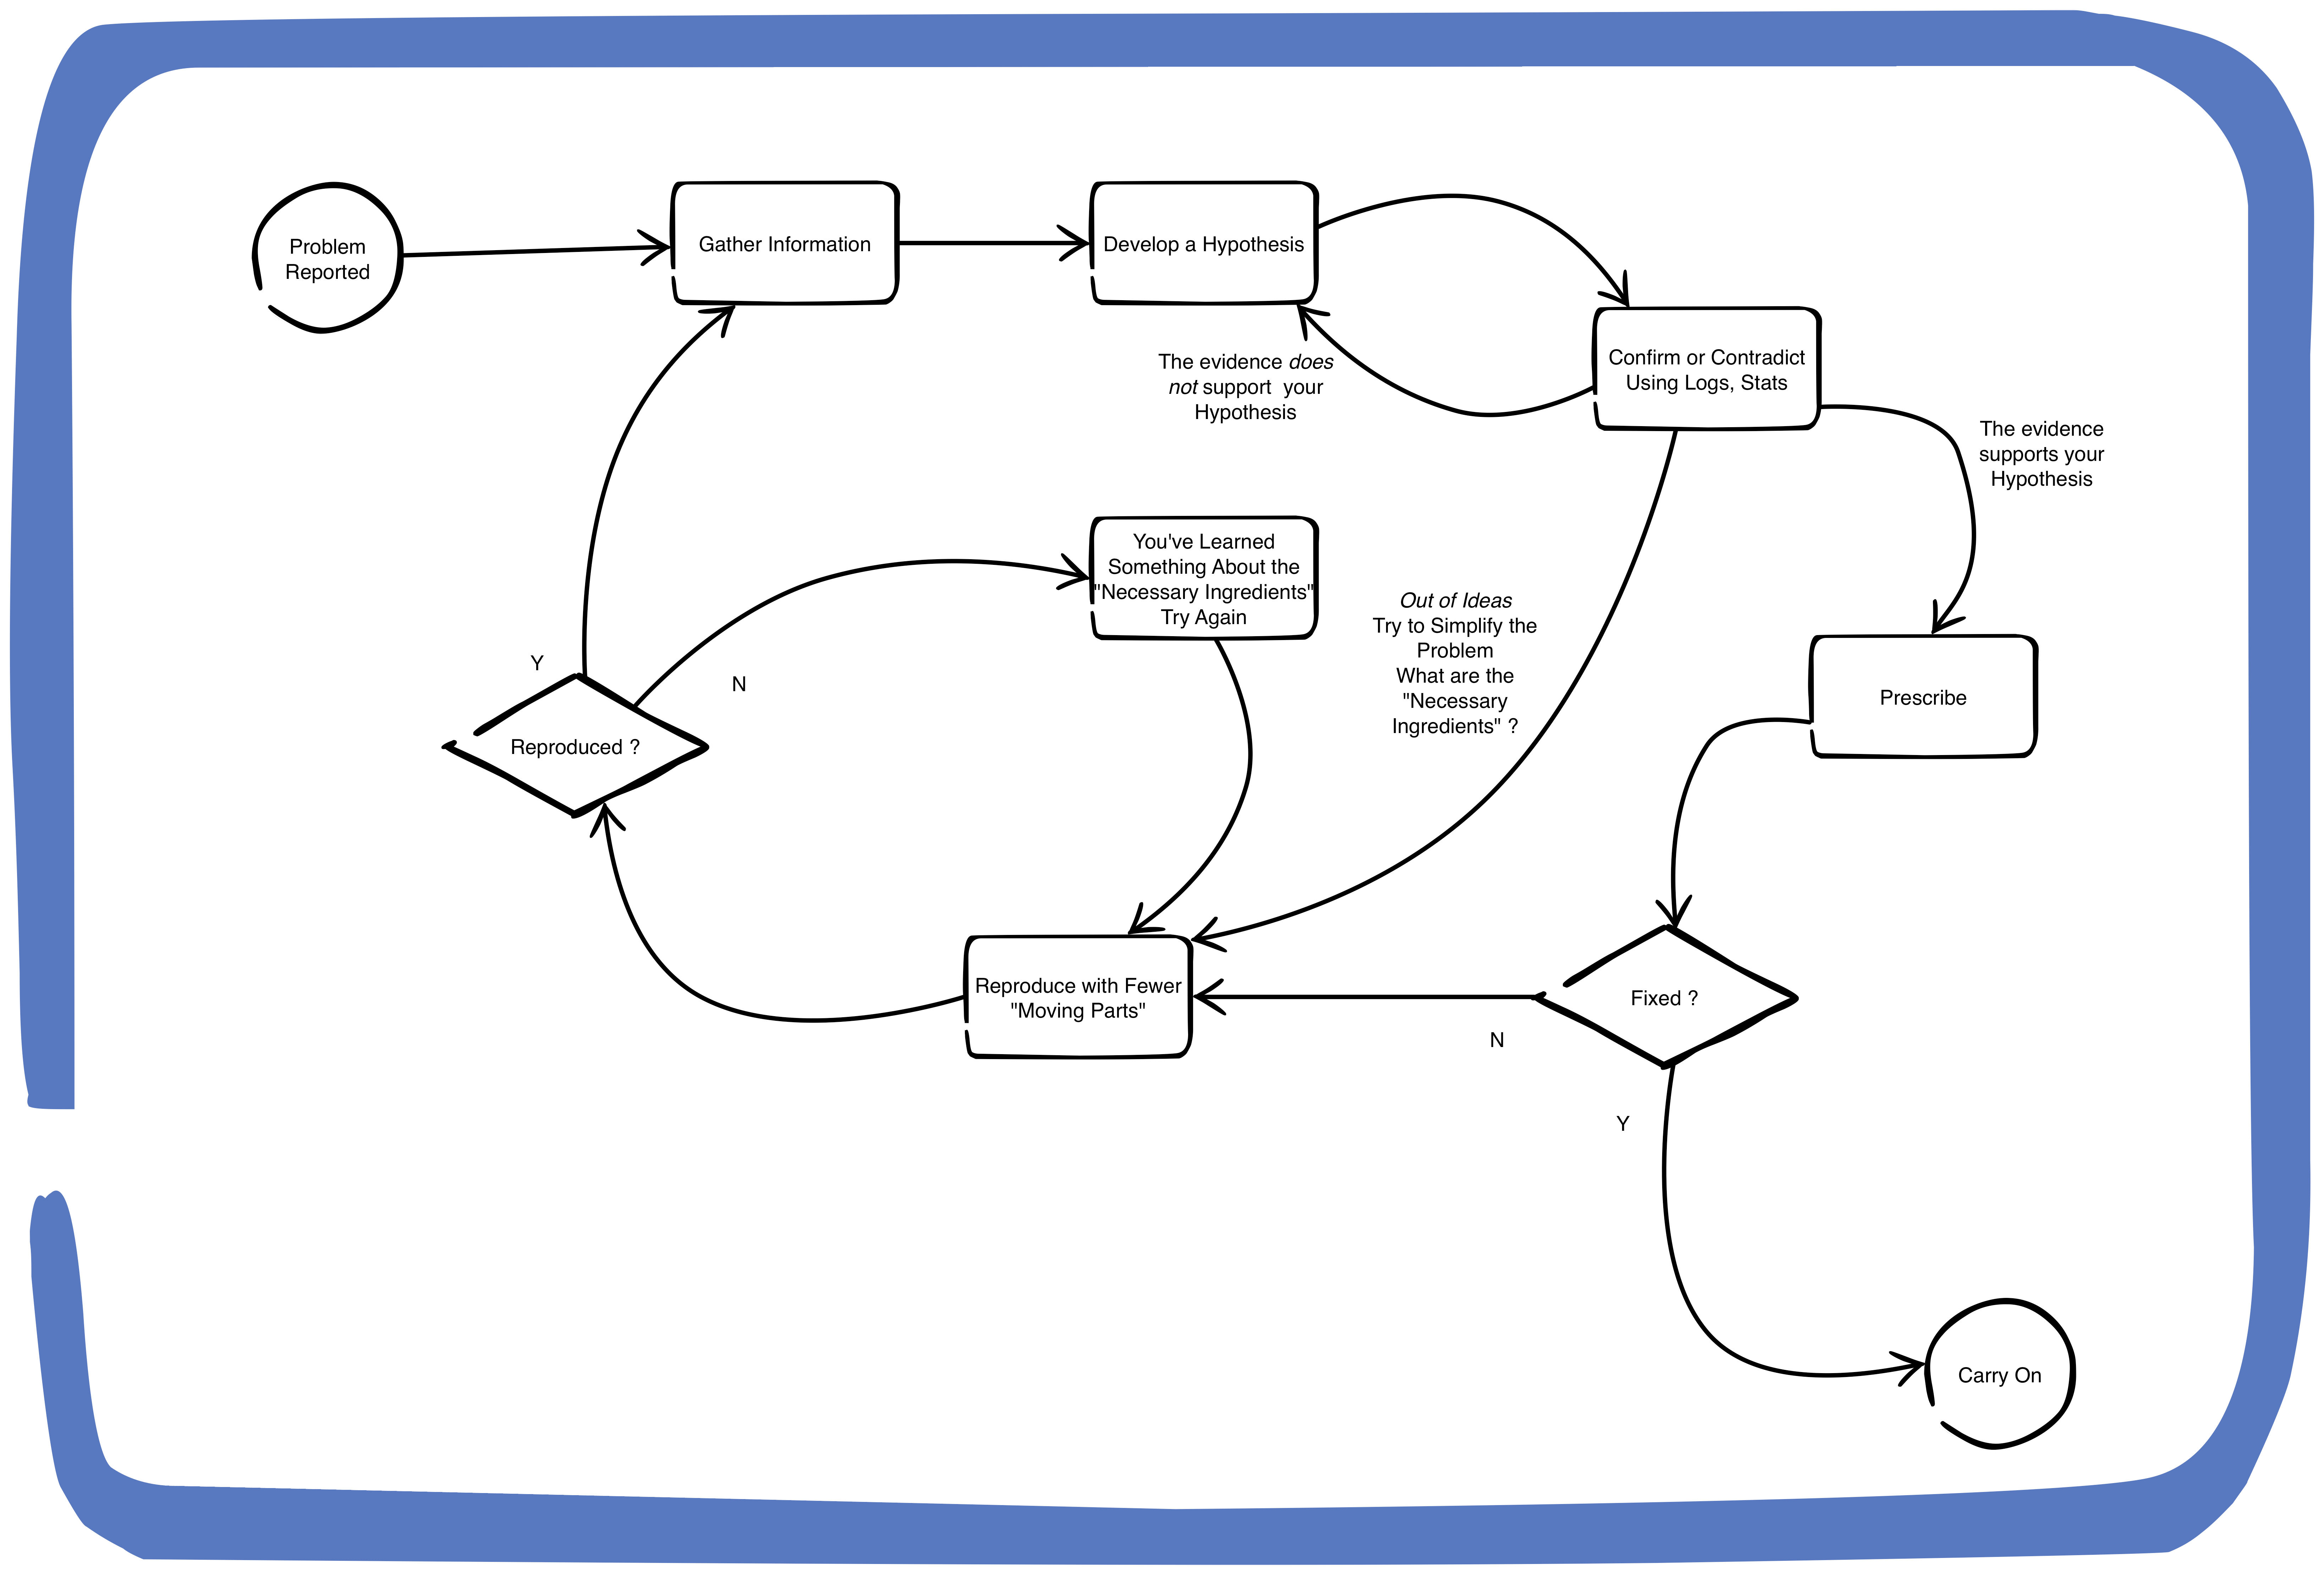 Problem
Reported
Gather Information
Develop a Hypothesis
Confirm or Contradict
Using Logs, Stats
The evidence does
not support  your
Hypothesis
The evidence
supports your
Hypothesis
You've Learned
Something About the
"Necessary Ingredients"
Try Again
Out of Ideas
Try to Simplify the
Problem
What are the
"Necessary
Ingredients" ?
Prescribe
Y
N
Reproduced ?
Reproduce with Fewer
"Moving Parts"
Fixed ?
N
Y
Carry On